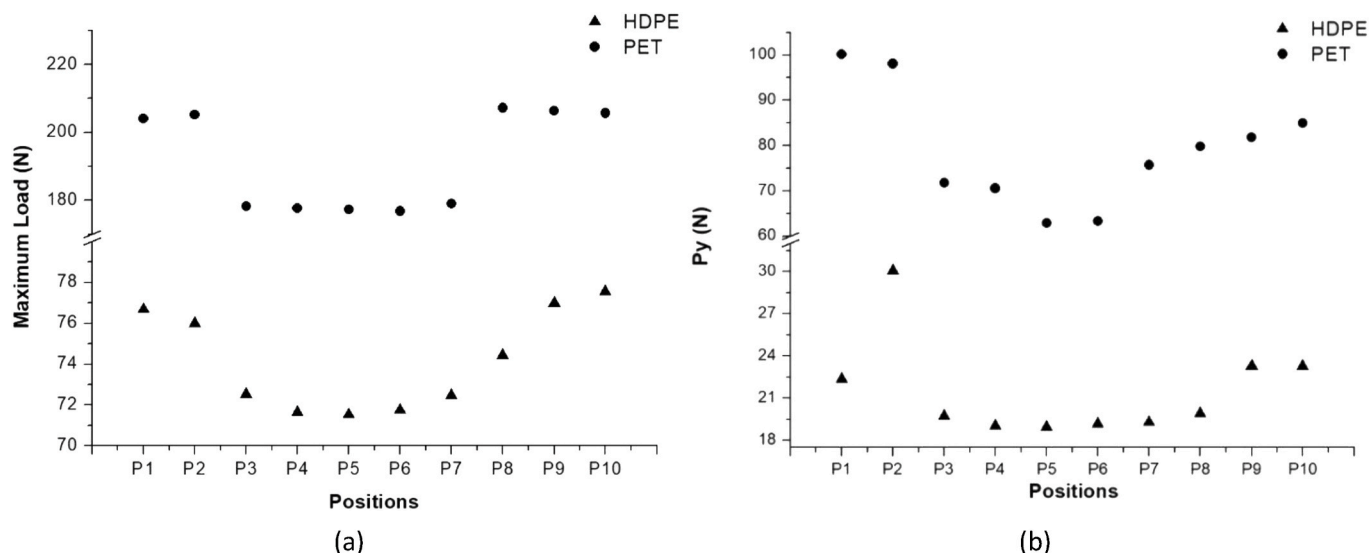 HDPE
PET
Maximum Load (N)
220
200
180
78
76
74
72
70
P1 P2 P3 P4 P5 P6 P7 P8 P9 P10
Positions
(a)
HDPE
PET
Py (N)
100
90
80
70
60
30
27
24
21
18
P1 P2 P3 P4 P5 P6 P7 P8 P9 P10
Positions
(b)